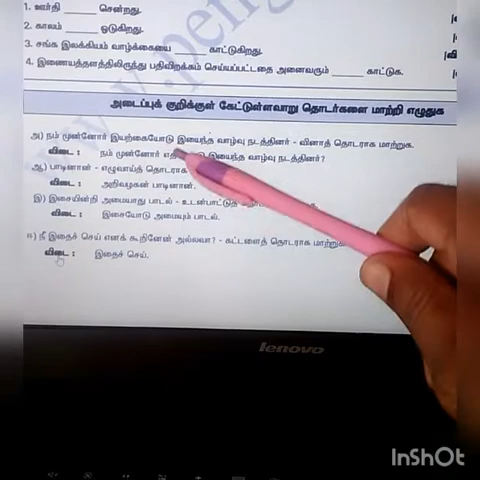 1. ஊர்தி ______ சென்றது.
2. காலம் ______ ஓடுகிறது.
3. சங்க இலக்கியம் வாழ்க்கையை ______ காட்டுகிறது.
4. இணையத்தளத்திலிருந்து பதிவிறக்கம் செய்யப்பட்டதை அனைவரும் ______ காட்டுக.
அடைப்புக் குறிக்குள் கேட்டுள்ளவாறு தொடர்களை மாற்றி எழுதுக
அ) நம் முன்னோர் இயற்கையோடு இயைந்த வாழ்வு நடத்தினர் - வினாத் தொடராக மாற்றுக.
விடை : நம் முன்னோர் இயைந்த வாழ்வு நடத்தினர்?
ஆ) பாடினான் - எழுவாய்த் தொடராக
விடை : அறிவழகன் பாடினான்.
இ) இசையின்றி அமையாது பாடல் - உடன்பாட்டுத்
விடை : இசையோடு அமையும் பாடல்.
ஈ) நீ இதைச் செய் எனக் கூறினேன் அல்லவா? - கட்டளைத் தொடராக மாற்றுக
விடை : இதைச் செய்.
lenovo
InShOt